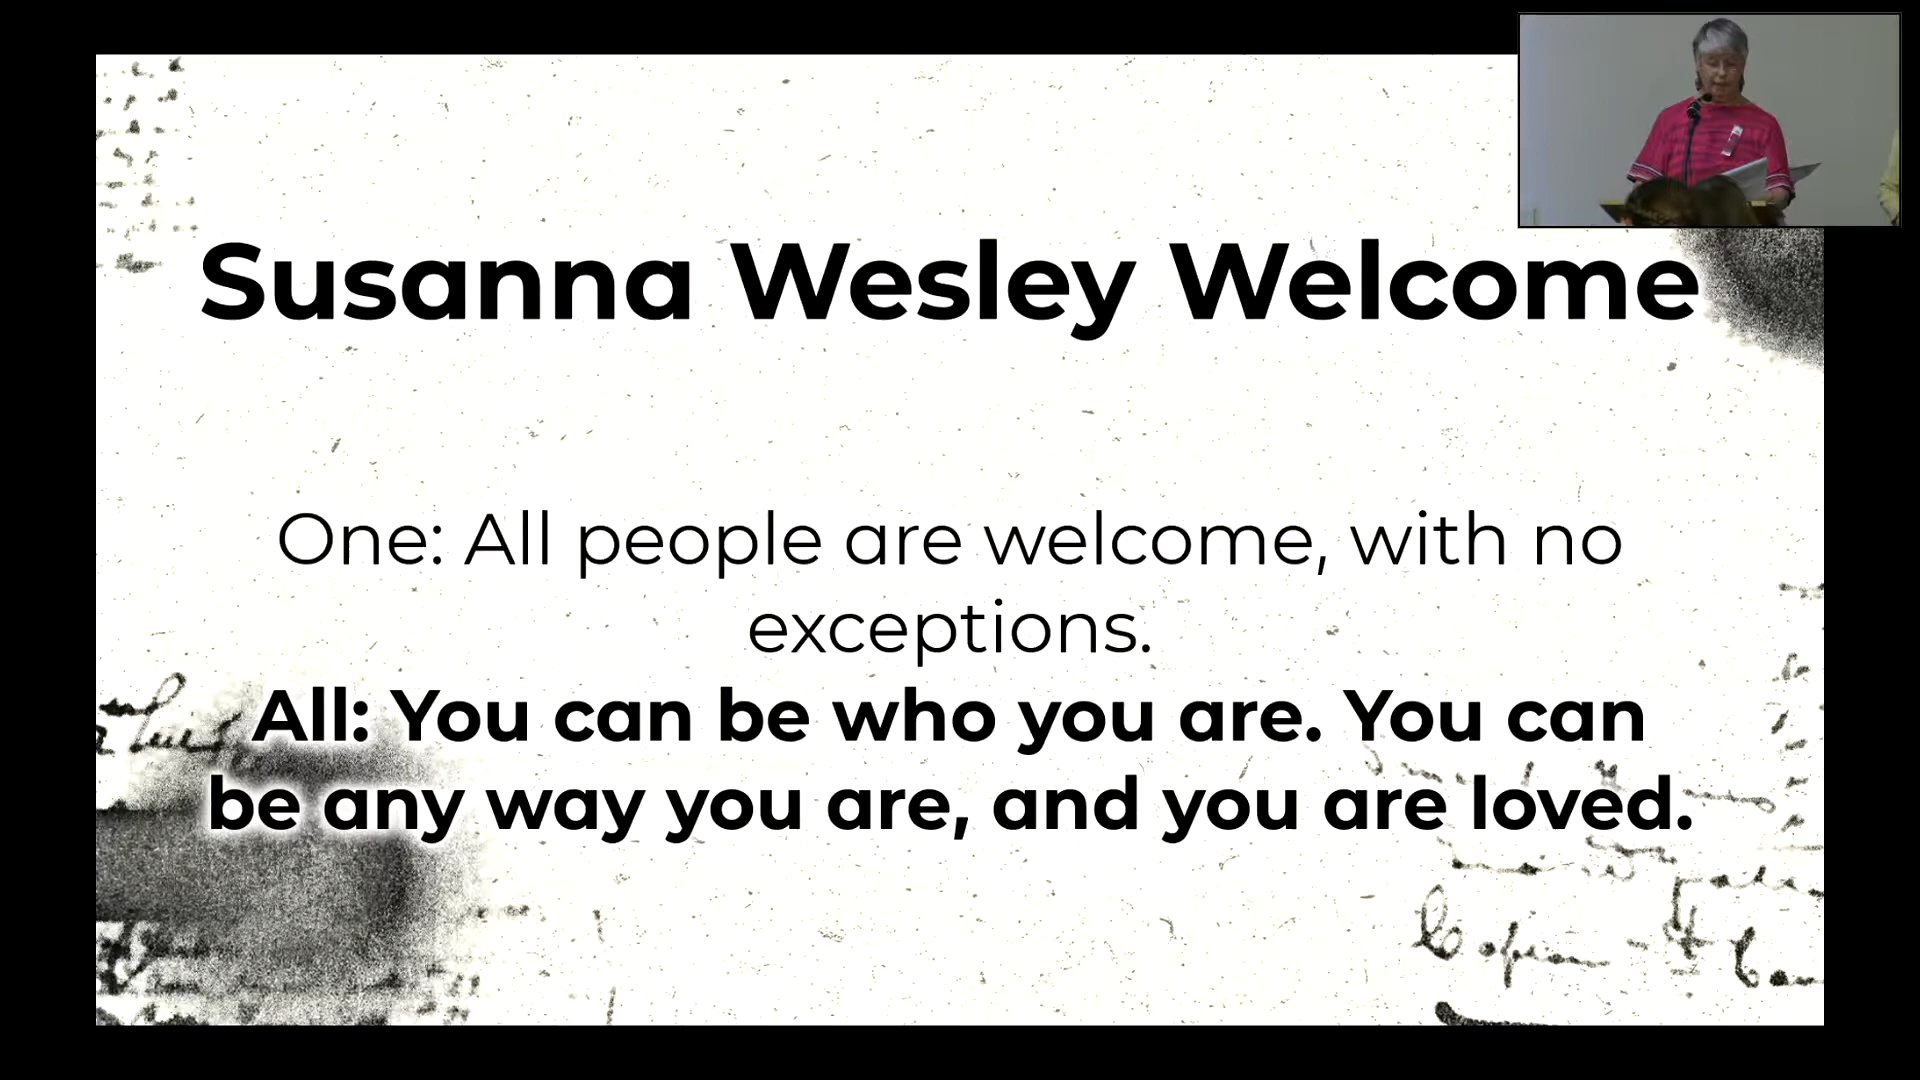 Susanna Wesley Welcome
One: All people are welcome, with no
exceptions.
All: You can be who you are. You can
be any way you are, and you are loved.